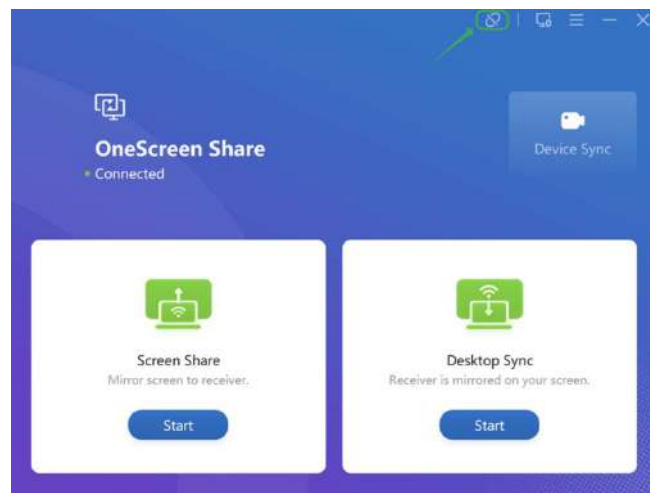 OneScreen Share
Connected
Device Sync
Screen Share
Mirror screen to receiver.
Start
Desktop Sync
Receiver is mirrored on your screen.
Start